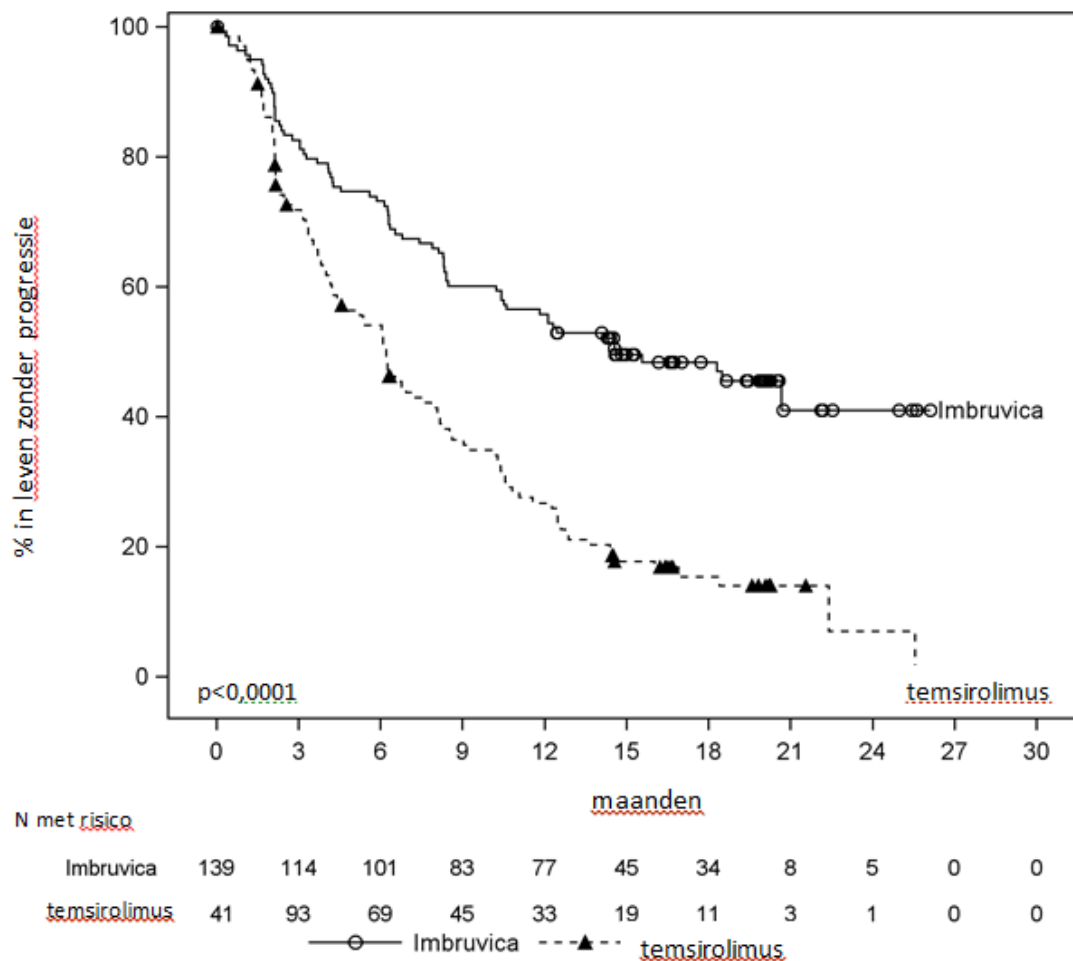 % in leven zonder progressie
100
80
60
40
20
0
Imbruvica
p<0,0001
temsirolimus
0 3 6 9 12 15 18 21 24 27 30
maanden
N met risico
Imbruvica 139 114 101 83 77 45 34 8 5 0 0
temsirolimus 41 93 69 45 33 19 11 3 1 0 0
Imbruvica temsirolimus